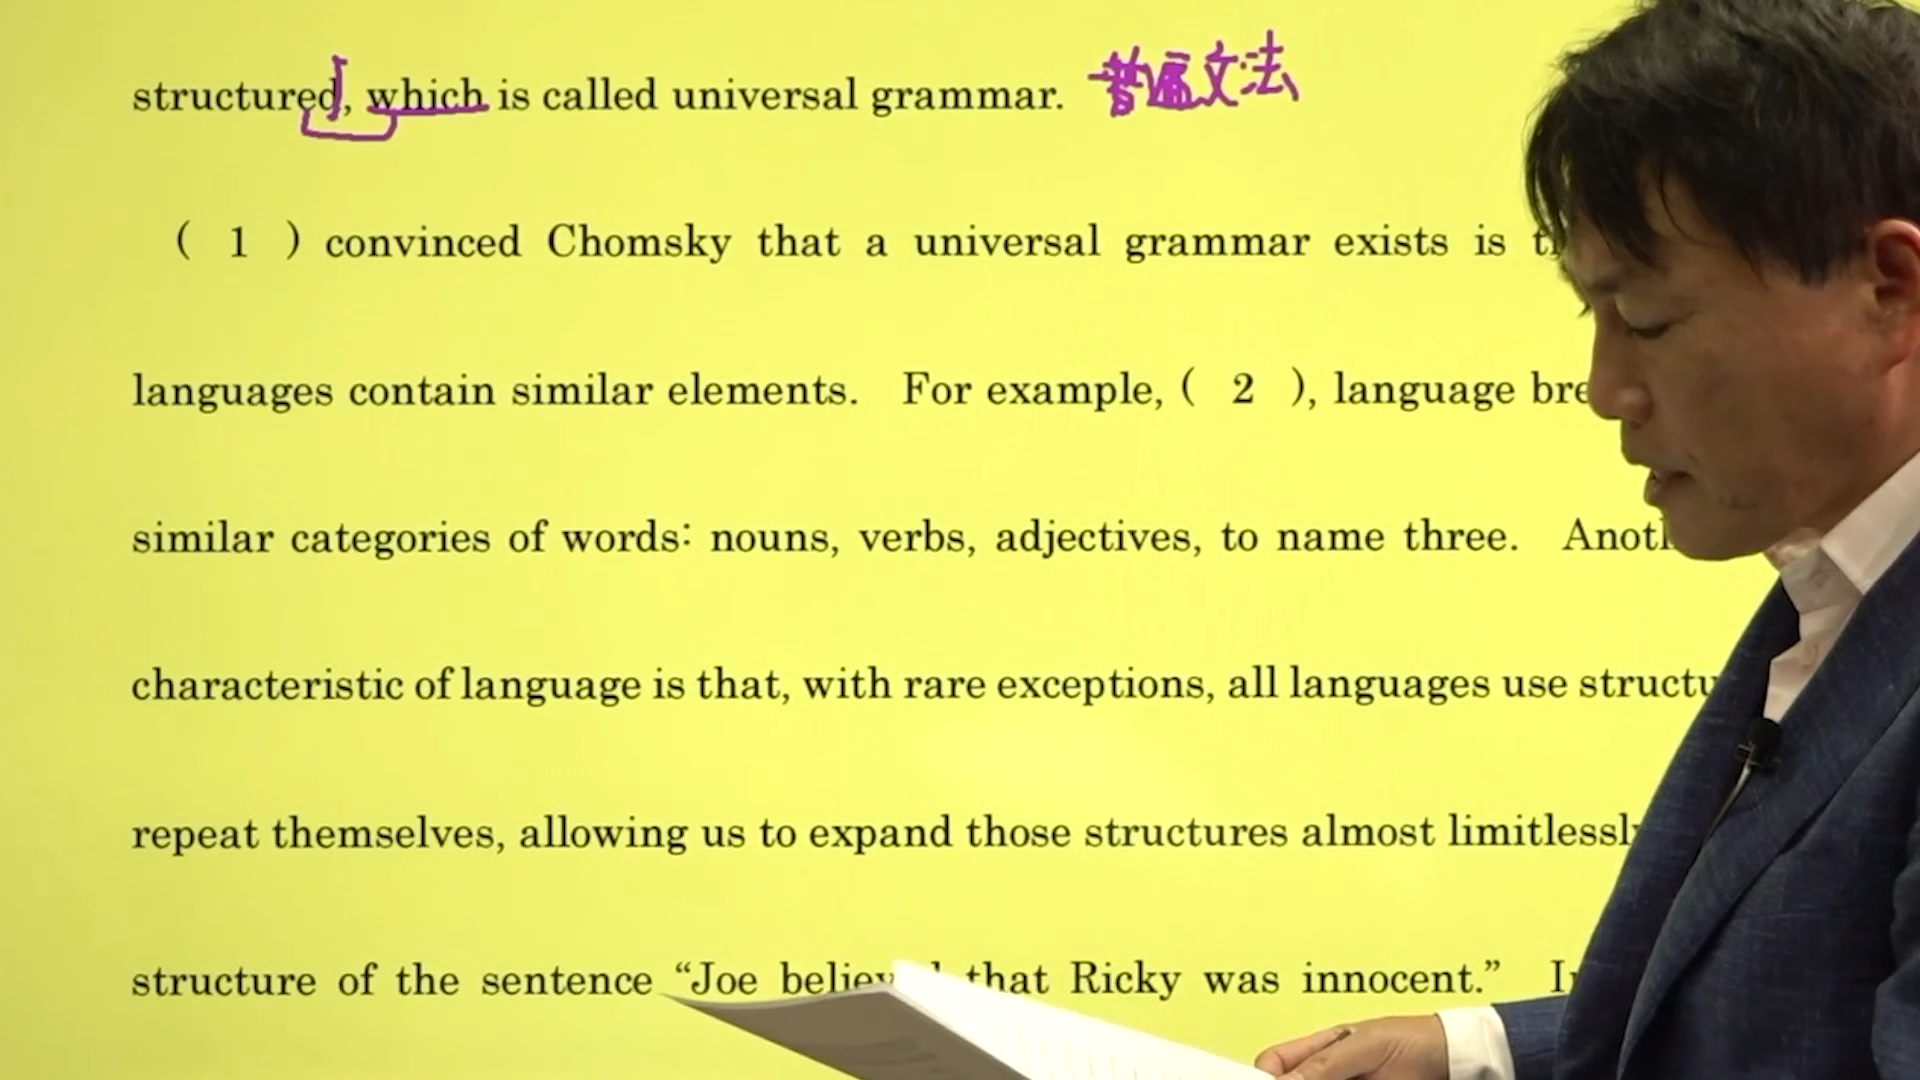 structured, which is called universal grammar. 普遍文法
( 1 ) convinced Chomsky that a universal grammar exists is
languages contain similar elements. For example, ( 2 ), language
similar categories of words: nouns, verbs, adjectives, to name three.
characteristic of language is that, with rare exceptions, all languages use
repeat themselves, allowing us to expand those structures almost
structure of the sentence “Joe that Ricky was innocent.”